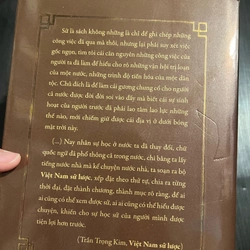 Sử là sách không những là chỉ để ghi chép những
công việc đã qua mà thôi, nhưng lại phải suy xét việc
gốc ngọn, tìm tòi cái căn nguyên những công việc của
người ta đã làm để hiểu cho rõ những vận hội trị loạn
của một nước, những trình độ tiến hóa của một dân
tộc. Chủ đích là để làm cái gương chung cổ cho người
cả nước được đời đời soi vào đấy mà biết cái sự sinh
hoạt của người trước đã phải lao tâm lao lực những
thế nào, mới chiếm giữ được cái địa vị ở dưới bóng
mặt trời này.
(...) Nay nhân sự học ở nước ta đã thay đổi, chữ
quốc ngữ đã phổ thông cả trong nước, chi bằng ta lấy
tiếng nước nhà mà kể chuyện nước nhà, ta soạn ra bộ
Việt Nam sử lược, xếp đặt theo thứ tự, chia ra từng
thời đại, đặt thành chương, thành mục rõ ràng, để ai
ai cũng có thể xem được sử, ai ai cũng có thể hiểu được
chuyện, khiến cho sự học sử của người mình được
tiện lợi hơn trước.
(Trần Trọng Kim, Việt Nam sử lược)